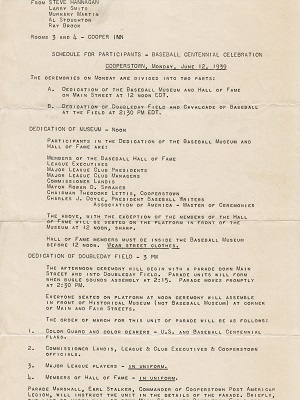 From Steve Hannagan
Larry Smits
Murnsky Martin
Al Stoughton
Ray Brock
Rooms 3 and 4 - Cooper Inn
SCHEDULE FOR PARTICIPANTS - BASEBALL CENTENNIAL CELEBRATION
Cooperstown, Monday, June 12, 1939
The ceremonies on Monday are divided into two parts:
A. Dedication of the Baseball Museum and Hall of Fame on Main Street at 12 noon EDT.
B. Dedication of Doubleday Field and Cavalcade of Baseball at the Field at 2:30 PM EDT.
DEDICATION OF MUSEUM - Noon
Participants in the Dedication of the Baseball Museum and
Hall of Fame are:
Members of the Baseball Hall of Fame
League Executives
Major League Club Presidents
Major League Club Managers
Commissioner Landis
Mayor Rowan D. Spraker
Chairman Theodore Lettis, Cooperstown
Charles J. Doyle, President Baseball Writers
Association of America - Master of Ceremonies
The above, with the exception of the members of the Hall
of Fame will be seated on the platform in front of the
Museum at 12 noon, sharp.
Hall of Fame members must be inside the Baseball Museum
before 12 noon. Wear street clothes.
DEDICATION OF DOUBLEDAY FIELD - 3 PM
The afternoon ceremony will begin with a parade down Main
Street and into Doubleday Field. Parade units will form
when bugle sounds assembly at 2:15. Parade moves promptly
at 2:30 PM.
Everyone seated on platform at noon ceremony will assemble
in front of Historical Museum (not Baseball Museum) at corner
of Main and Fair Streets.
The order of march for this unit of parade will be as follows:
1. Color Guard and color bearers - U.S. and Baseball Centennial
flags.
2. Commissioner Landis, League & Club Executives & Cooperstown
officials.
3. Major League players - in uniform.
4. Members of Hall of Fame - in uniform.
Parade Marshal, Earl Stalker, Commander of Cooperstown Post American
Legion, will instruct the unit in the details of the parade. Briefly,